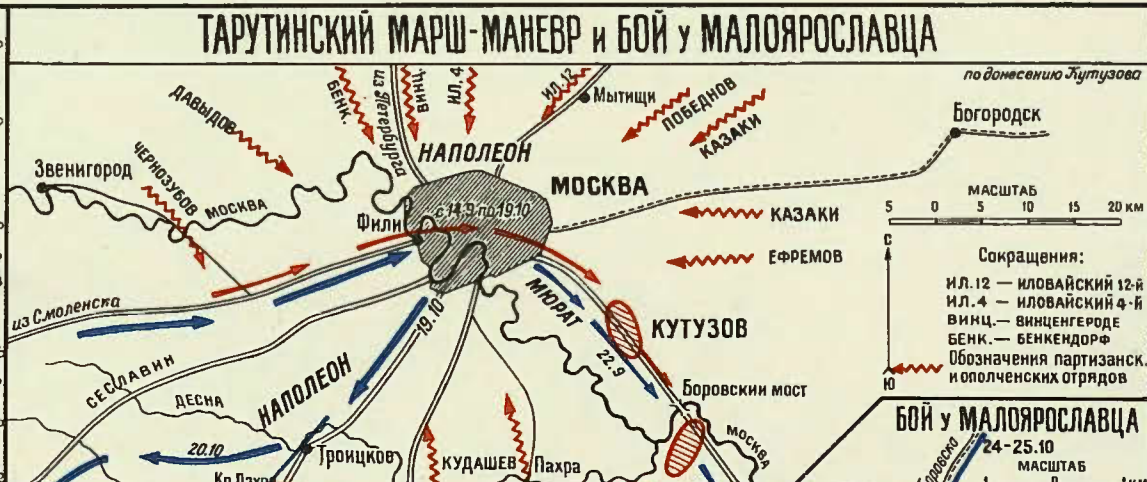 ТАРУТИНСКИЙ МАРШ-МАНЕВР и БОЙ у МАЛОЯРОСЛАВЦА
по донесению Кутузова
ДАВЫДОВ
БЕНК.
из Петербурга
ВИНЦ.
ИЛ. 4
ИЛ. 12
Мытищи
ПОБЕДНОВ
КАЗАКИ
Богородск
Звенигород
ЧЕРНОЗУБОВ
МОСКВА
НАПОЛЕОН
МОСКВА
с 14.9 по 19.10
Фили
КАЗАКИ
ЕФРЕМОВ
МАСШТАБ
5 0 5 10 15 20 км
С
Ю
Сокращения:
ИЛ.12 — ИЛОВАЙСКИЙ 12-й
ИЛ.4 — ИЛОВАЙСКИЙ 4-й
ВИНЦ. — ВИНЦЕНГЕРОДЕ
БЕНК. — БЕНКЕНДОРФ
Обозначения партизанск.
и ополченских отрядов
из Смоленска
19.10
МЮРАТ
КУТУЗОВ
22.9
СЕСЛАВИН
НАПОЛЕОН
ДЕСНА
Боровский мост
МОСКВА
20.10
Троицков
КУДАШЕВ
Пахра
БОЙ у МАЛОЯРОСЛАВЦА
24-25.10
МАСШТАБ